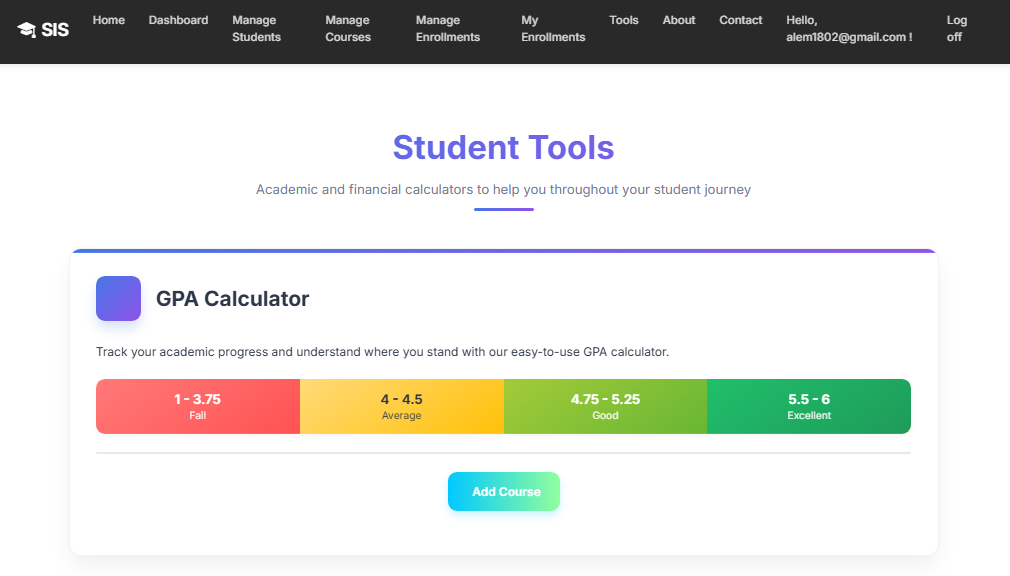 SIS
Home
Dashboard
Manage
Students
Manage
Courses
Manage
Enrollments
My
Enrollments
Tools
About
Contact
Hello,
alem1802@gmail.com !
Log
off
Student Tools
Academic and financial calculators to help you throughout your student journey
GPA Calculator
Track your academic progress and understand where you stand with our easy-to-use GPA calculator.
1 - 3.75
Fail
4 - 4.5
Average
4.75 - 5.25
Good
5.5 - 6
Excellent
Add Course